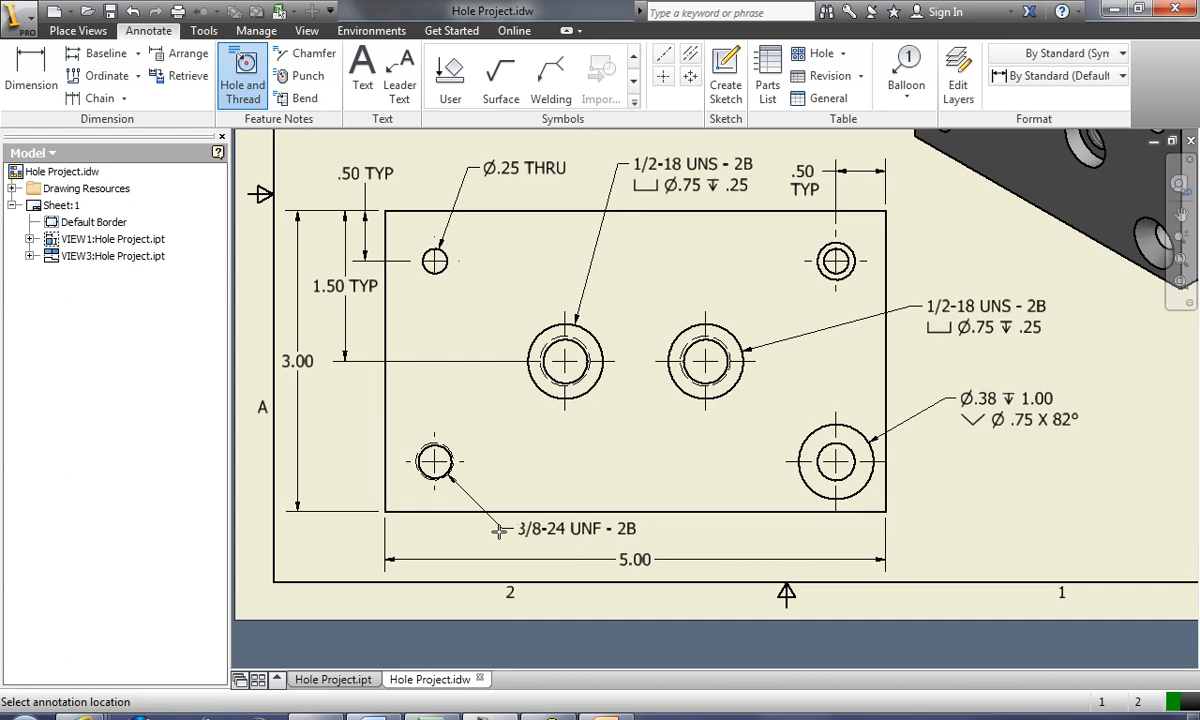 Hole Project.idw
Type a keyword or phrase
Sign In
PRO
Place Views
Annotate
Tools
Manage
View
Environments
Get Started
Online
Dimension
Baseline
Ordinate
Chain
Arrange
Retrieve
Hole and
Thread
Chamfer
Punch
Bend
Text
Leader
Text
User
Surface
Welding
Impor...
Create
Sketch
Parts
List
Hole
Revision
General
Balloon
Edit
Layers
By Standard (Syn
By Standard (Default
Dimension
Feature Notes
Text
Symbols
Sketch
Table
Format
Model
Hole Project.idw
Drawing Resources
Sheet:1
Default Border
VIEW1:Hole Project.ipt
VIEW3:Hole Project.ipt
.50 TYP
Ø.25 THRU
1/2-18 UNS - 2B
⌴ Ø.75 ↧ .25
.50
TYP
1.50 TYP
3.00
A
1/2-18 UNS - 2B
⌴ Ø.75 ↧ .25
Ø.38 ↧ 1.00
⌵ Ø .75 X 82°
3/8-24 UNF - 2B
5.00
2
1
Hole Project.ipt
Hole Project.idw
Select annotation location
1
2